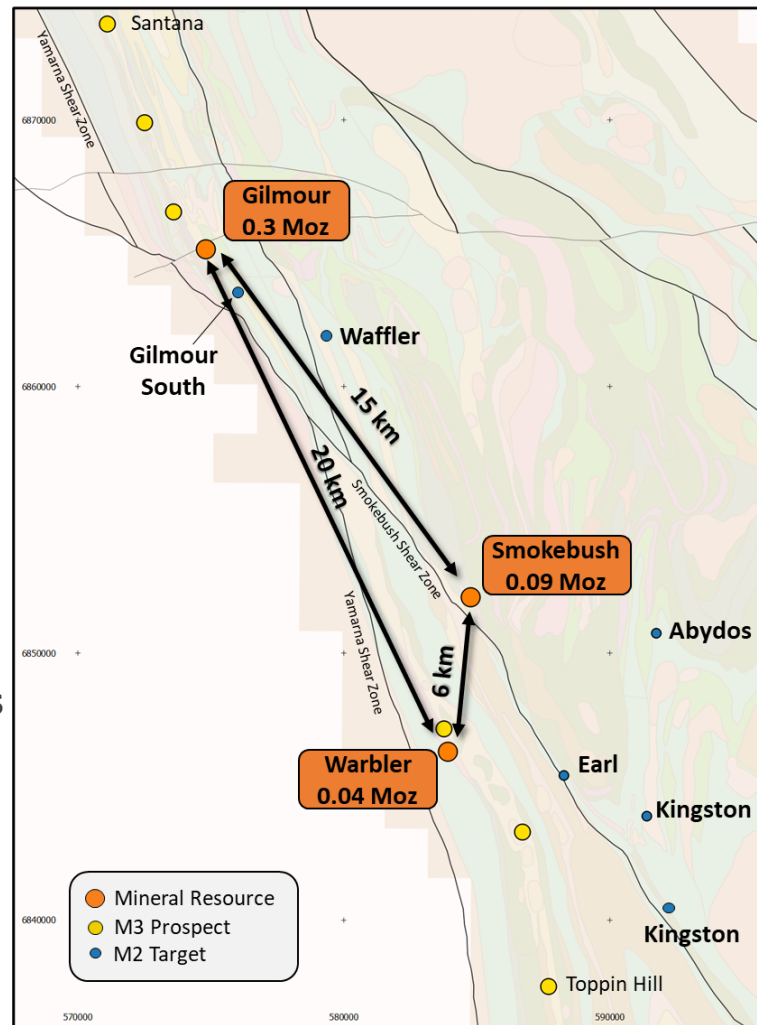 Santana
Yamarna Shear Zone
6870000
Gilmour
0.3 Moz
Gilmour
South
Waffler
6860000
15 km
20 km
Smokebush Shear Zone
Smokebush
0.09 Moz
Yamarna Shear Zone
Abydos
6850000
6 km
s
Warbler
0.04 Moz
Earl
Kingston
Mineral Resource
M3 Prospect
M2 Target
6840000
Kingston
Toppin Hill
570000
580000
590000